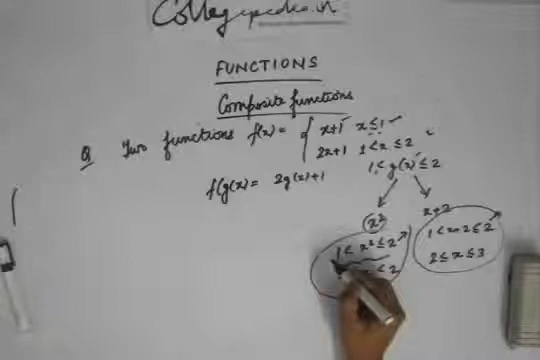 Collegepedia.in
FUNCTIONS
Composite functions
Q Two functions f(x) = { x+1 x ≤ 1
2x+1 1 < x ≤ 2
f(g(x) = 2g(x)+1 1 < g(x) ≤ 2
x² x+2
1 < x² ≤ 2 1 < x+2 ≤ 2
< 2 2 ≤ x ≤ 3